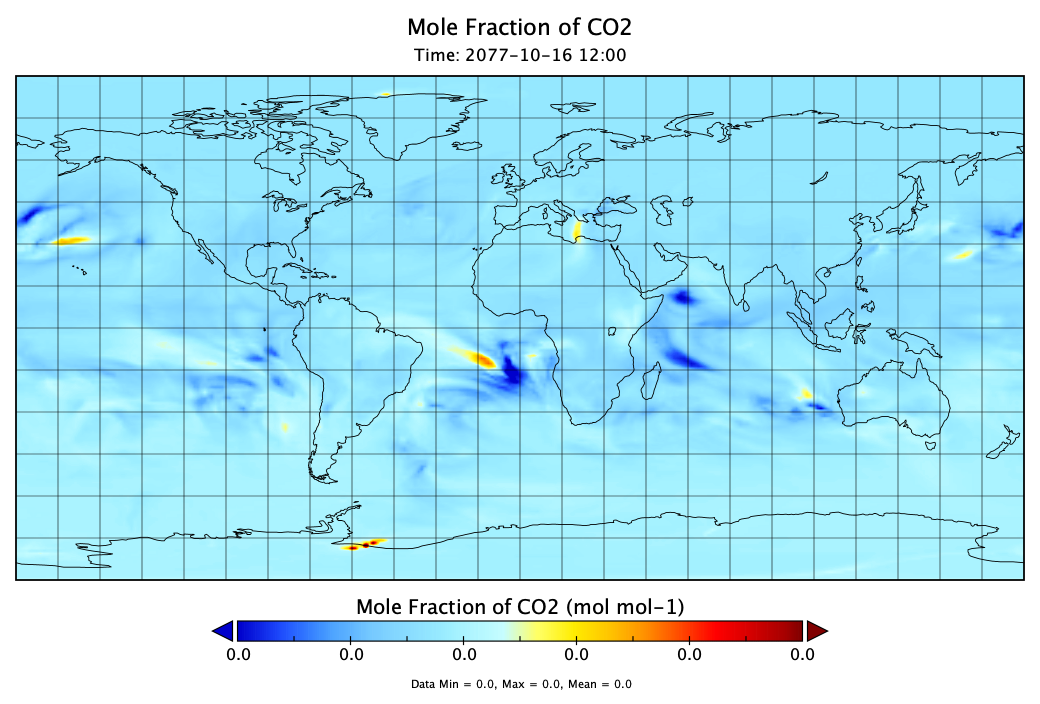 Mole Fraction of CO2
Time: 2077-10-16 12:00
Mole Fraction of CO2 (mol mol-1)
0.0 0.0 0.0 0.0 0.0 0.0
Data Min = 0.0, Max = 0.0, Mean = 0.0